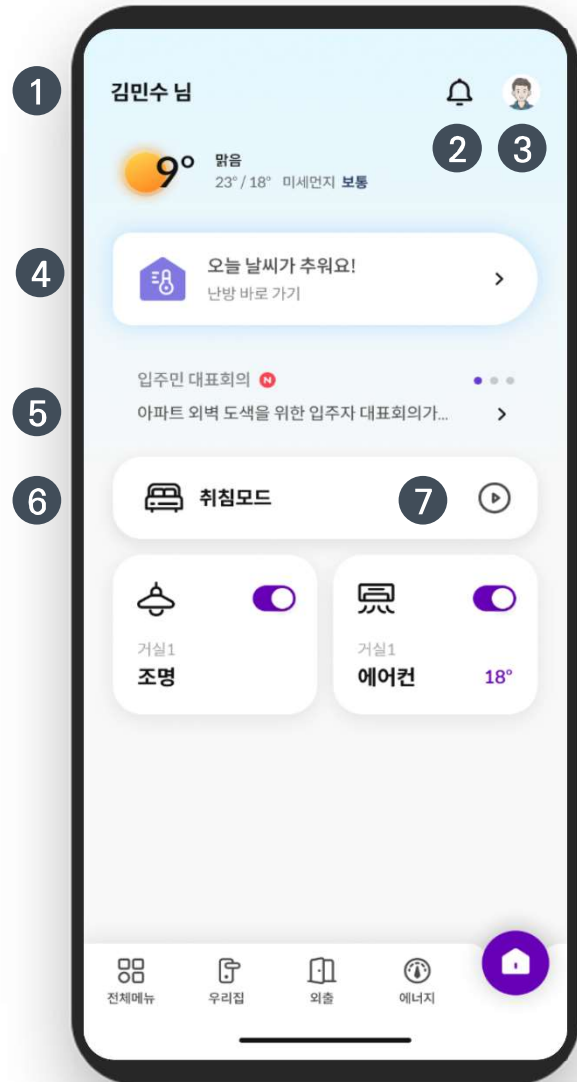 1
김민수 님
2
3
9°
맑음
23° / 18° 미세먼지 보통
4
오늘 날씨가 추워요!
난방 바로 가기
입주민 대표회의 N
5
아파트 외벽 도색을 위한 입주자 대표회의가...
6
취침모드
7
거실1
조명
거실1
에어컨 18°
전체메뉴
우리집
외출
에너지